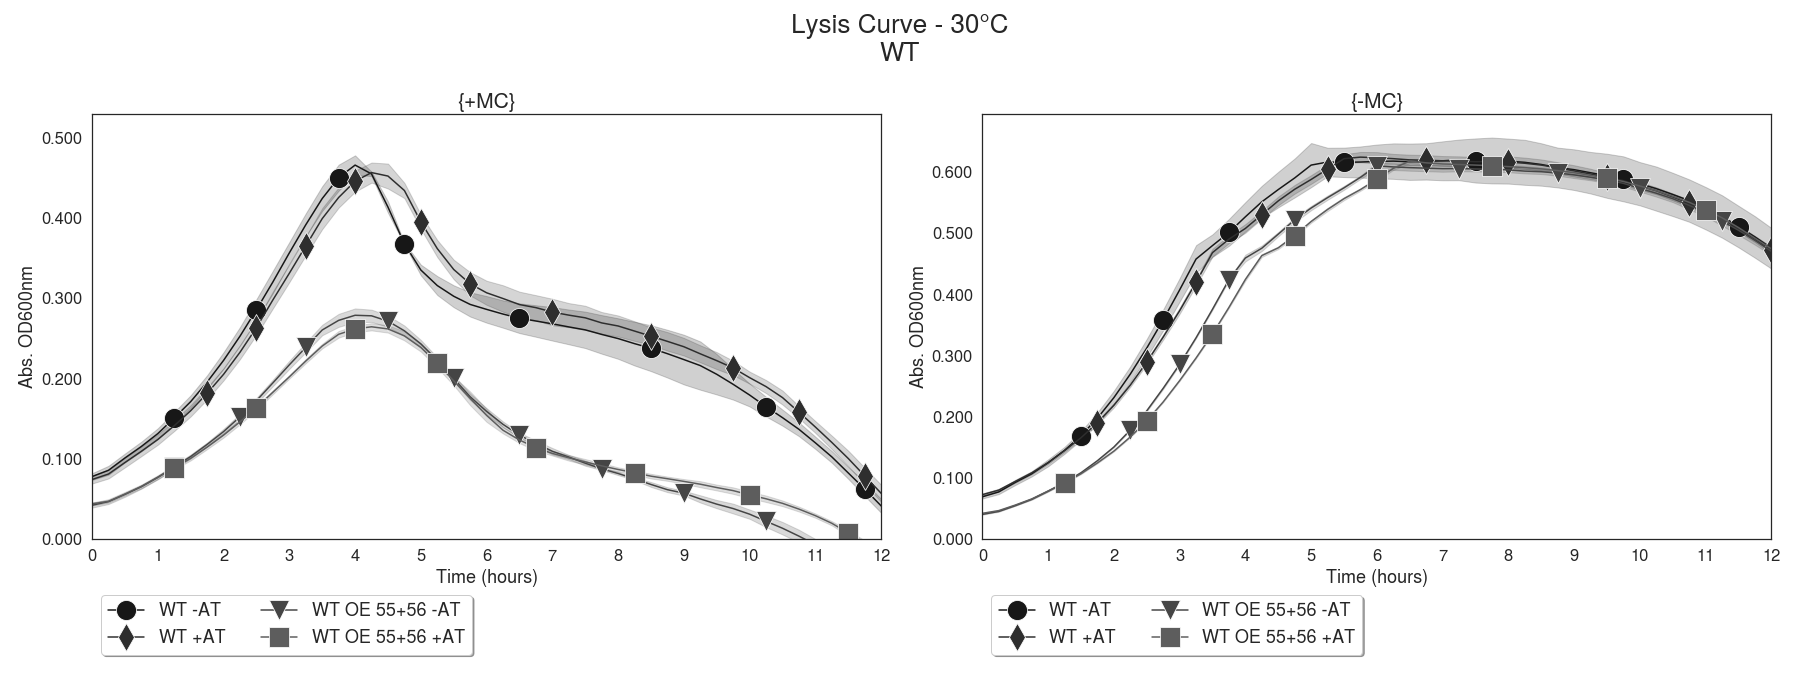 Lysis Curve - 30°C
WT
{+MC}
0.500
0.400
0.300
0.200
0.100
0.000
Abs. OD600nm
0 1 2 3 4 5 6 7 8 9 10 11 12
Time (hours)
WT -AT WT OE 55+56 -AT
WT +AT WT OE 55+56 +AT
{-MC}
0.600
0.500
0.400
0.300
0.200
0.100
0.000
Abs. OD600nm
0 1 2 3 4 5 6 7 8 9 10 11 12
Time (hours)
WT -AT WT OE 55+56 -AT
WT +AT WT OE 55+56 +AT